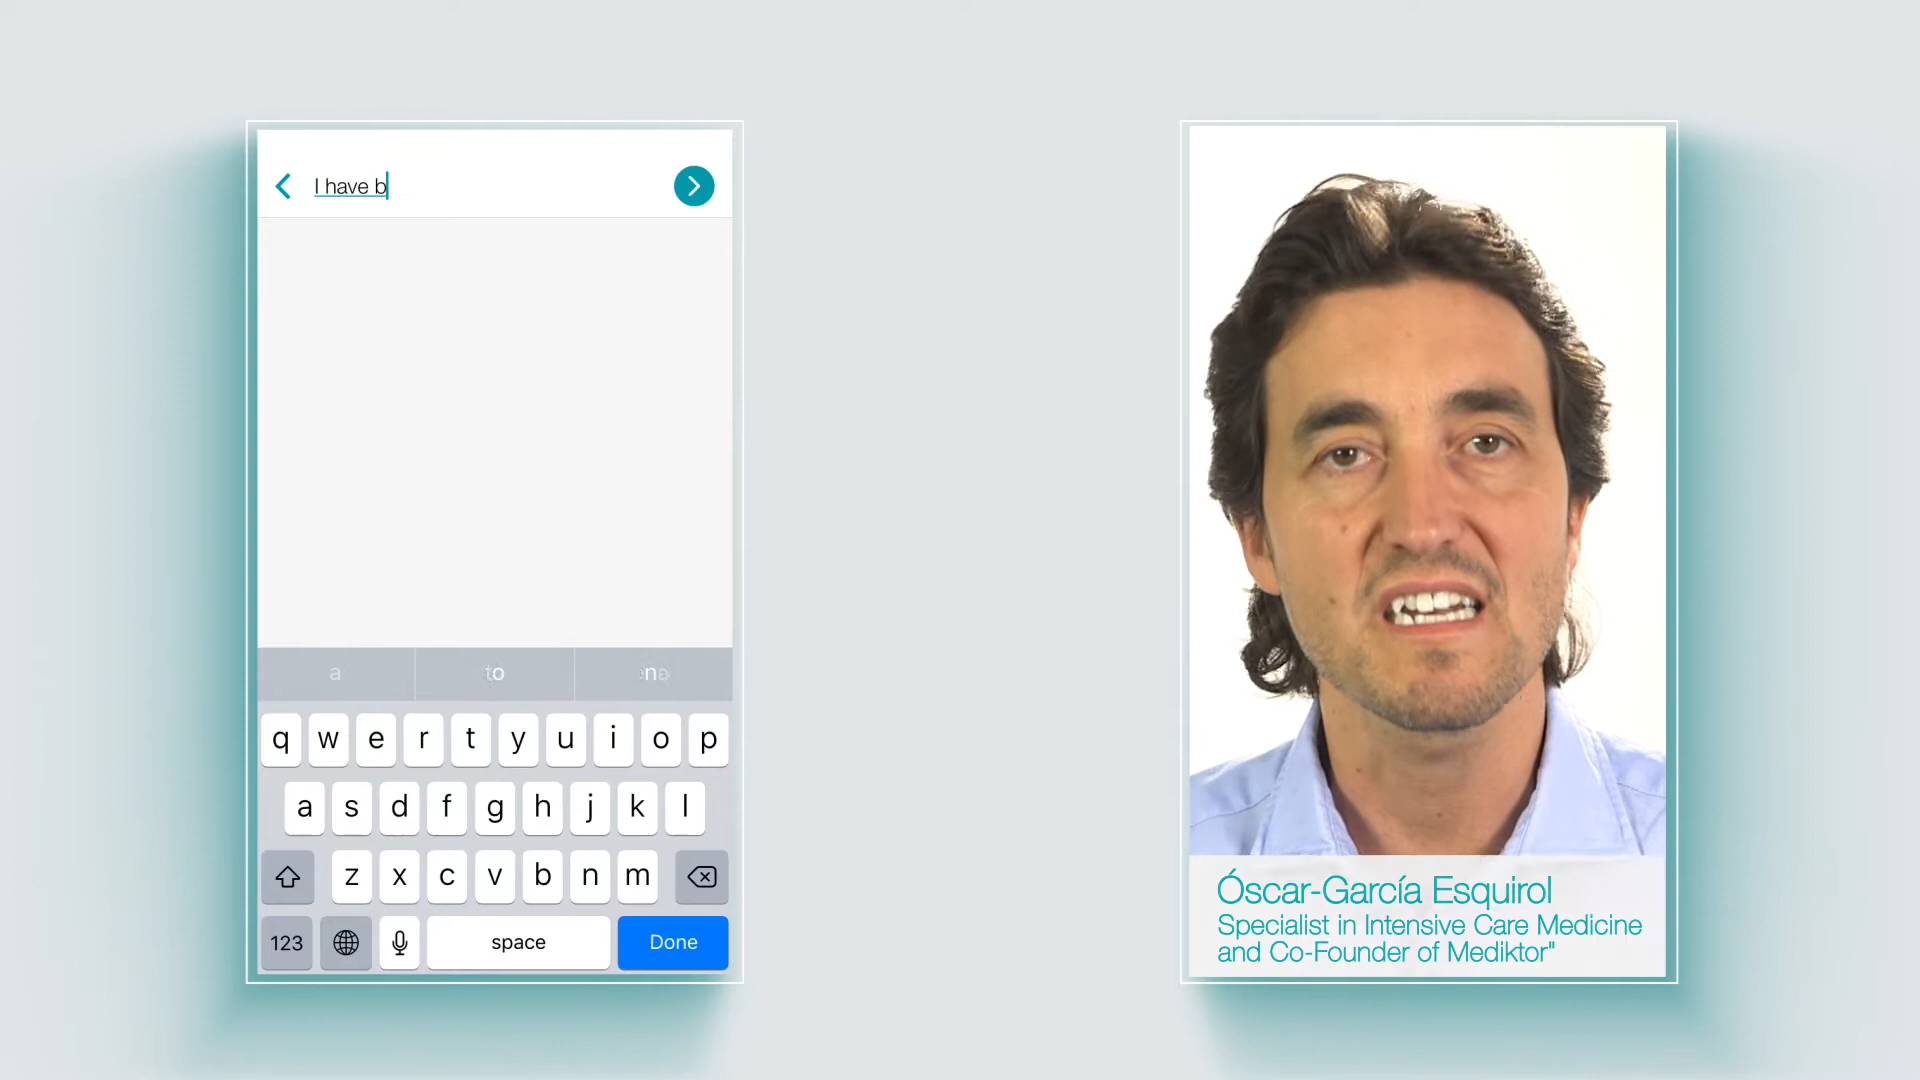 I have b
a
to
q w e r t y u i o p
a s d f g h j k l
z x c v b n m
123 space Done
Óscar-García Esquirol
Specialist in Intensive Care Medicine
and Co-Founder of Mediktor"